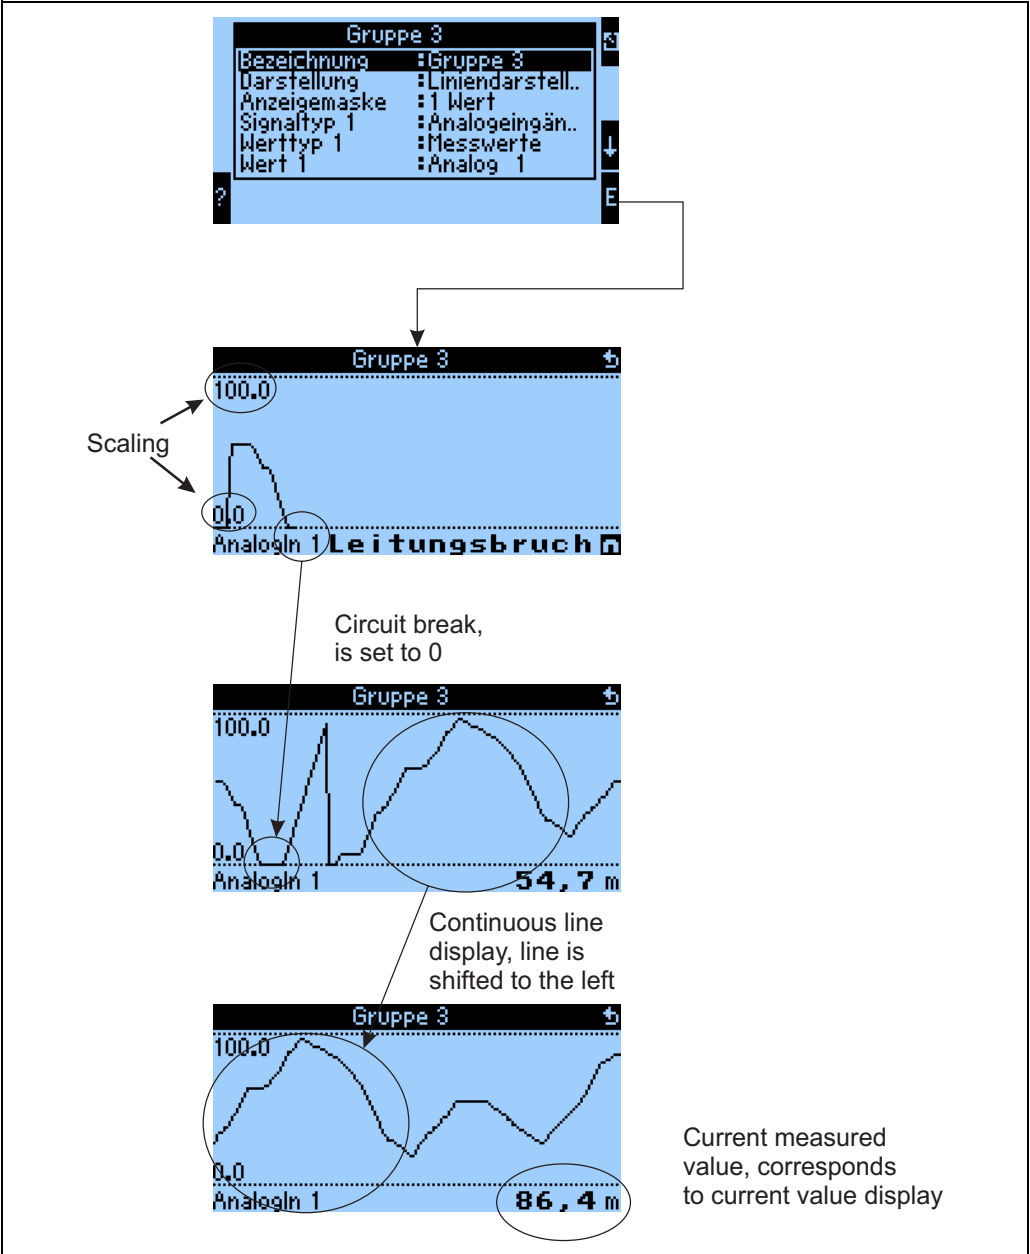 Gruppe 3
Bezeichnung :Gruppe 3
Darstellung :Liniendarstell..
Anzeigemaske :1 Wert
Signaltyp 1 :Analogeingän..
Werttyp 1 :Messwerte
Wert 1 :Analog 1
? E
Gruppe 3
100.0
Scaling
0.0
AnalogIn 1 Leitungsbruch
Circuit break,
is set to 0
Gruppe 3
100.0
0.0
AnalogIn 1 54,7 m
Continuous line
display, line is
shifted to the left
Gruppe 3
100.0
0.0
AnalogIn 1 86,4 m
Current measured
value, corresponds
to current value display